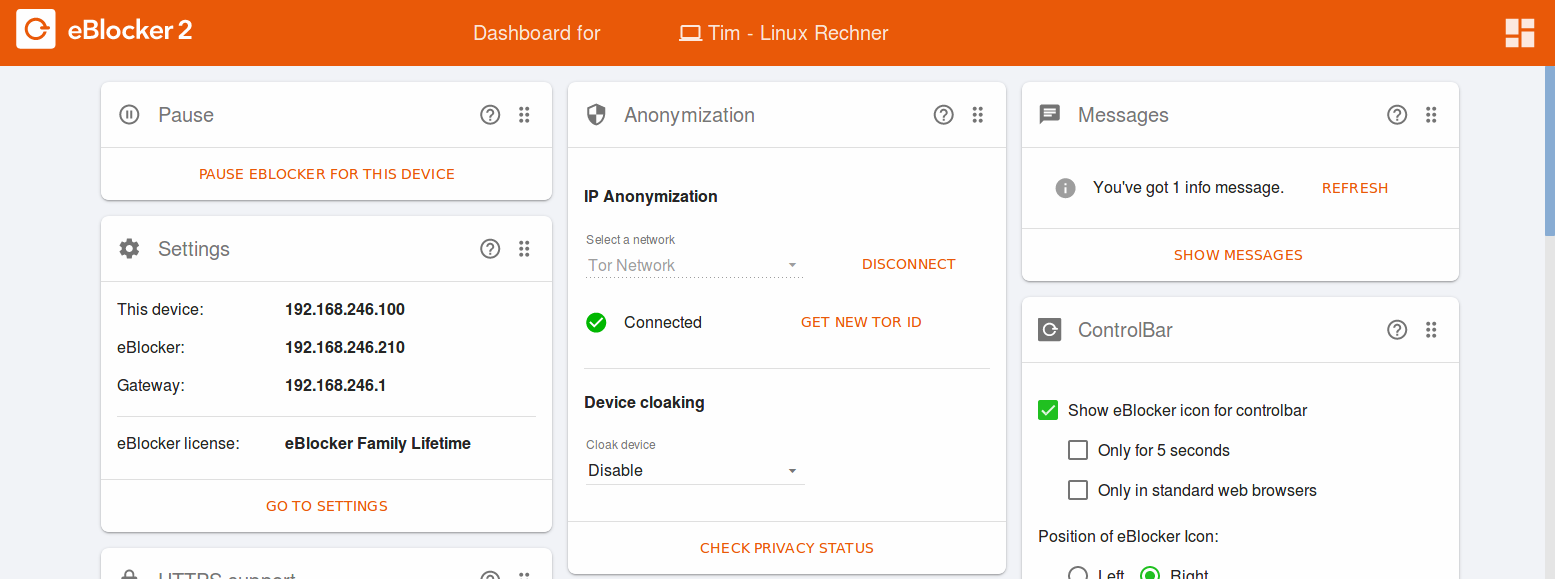 eBlocker 2
Dashboard for
Tim - Linux Rechner
Pause
PAUSE EBLOCKER FOR THIS DEVICE
Settings
This device: 192.168.246.100
eBlocker: 192.168.246.210
Gateway: 192.168.246.1
eBlocker license: eBlocker Family Lifetime
GO TO SETTINGS
HTTPS support
Anonymization
IP Anonymization
Select a network
Tor Network
DISCONNECT
Connected
GET NEW TOR ID
Device cloaking
Cloak device
Disable
CHECK PRIVACY STATUS
Messages
You've got 1 info message.
REFRESH
SHOW MESSAGES
ControlBar
Show eBlocker icon for controlbar
Only for 5 seconds
Only in standard web browsers
Position of eBlocker Icon:
Left
Right